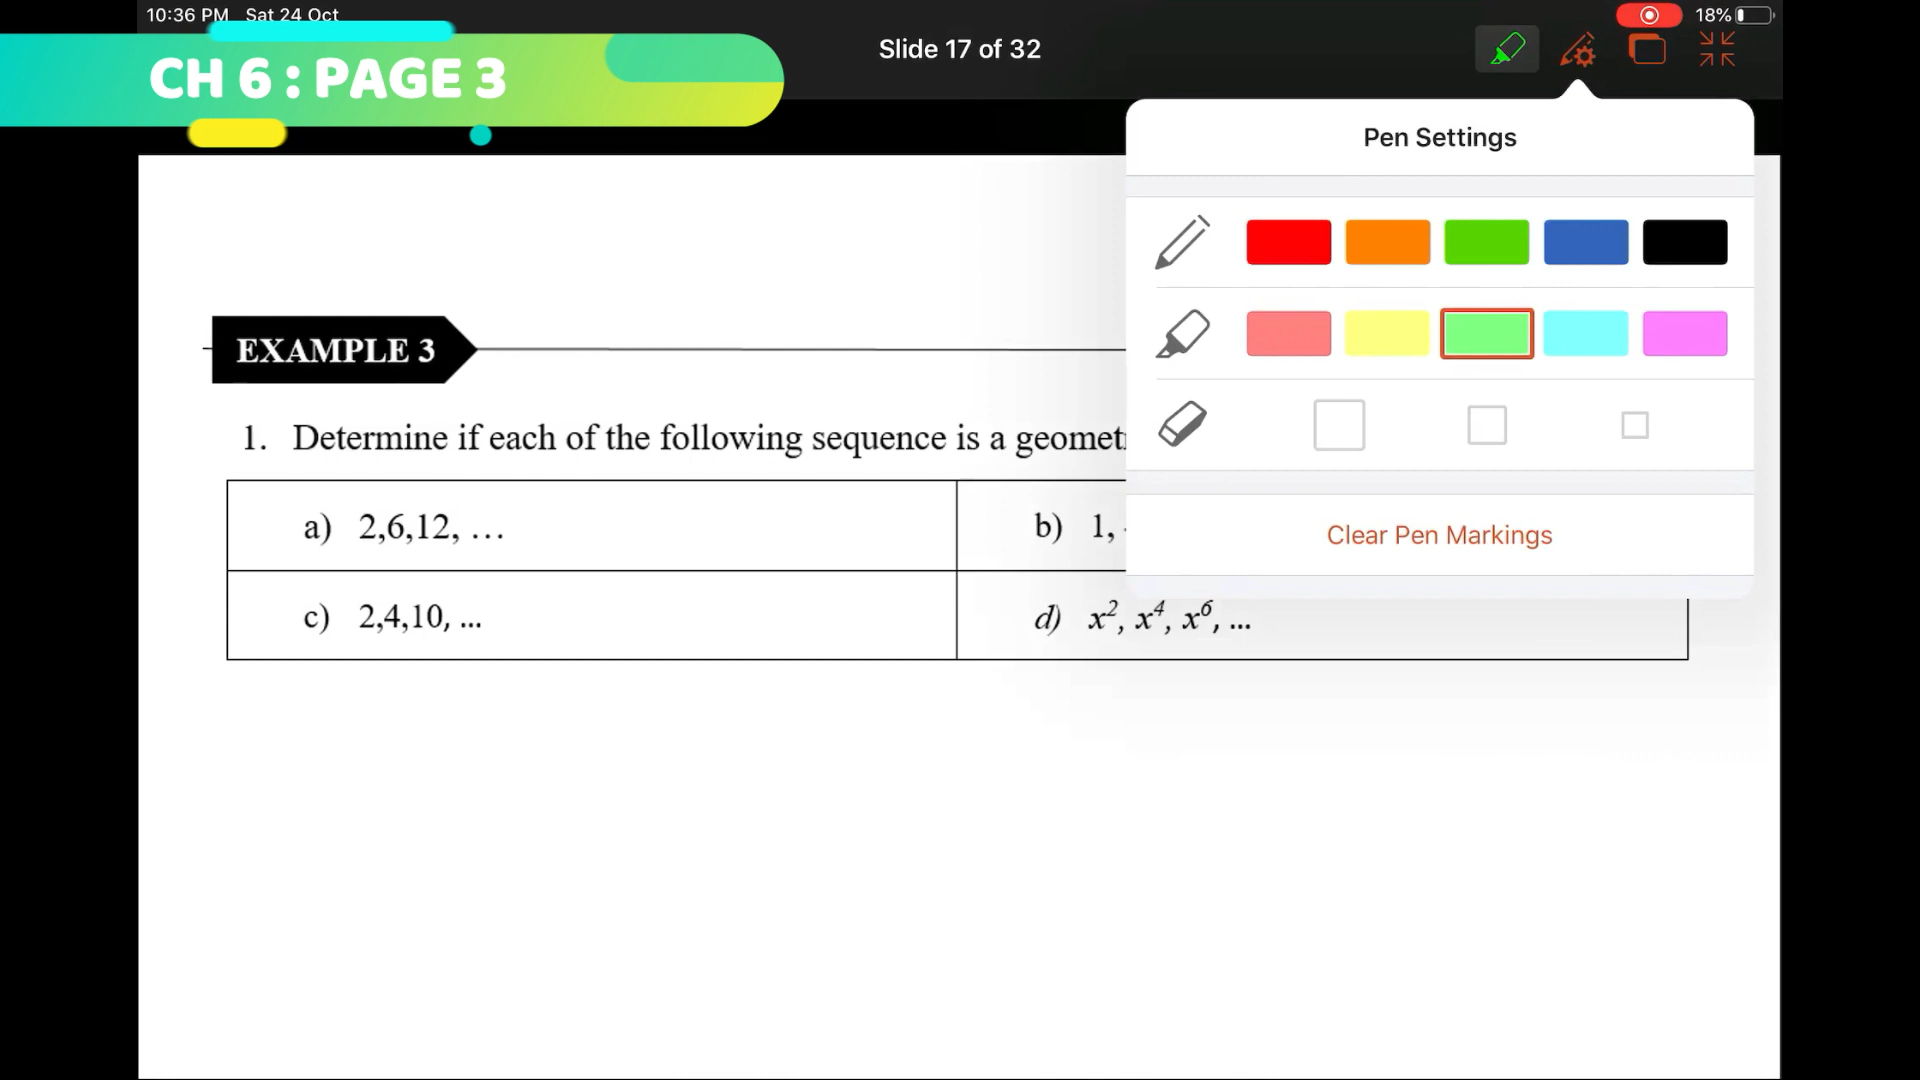 10:36 PM Sat 24 Oct
18%
Slide 17 of 32
CH 6 : PAGE 3
Pen Settings
EXAMPLE 3
1. Determine if each of the following sequence is a
a) 2,6,12, …
b) 1,
Clear Pen Markings
c) 2,4,10, ...
d) x², x⁴, x⁶, ...